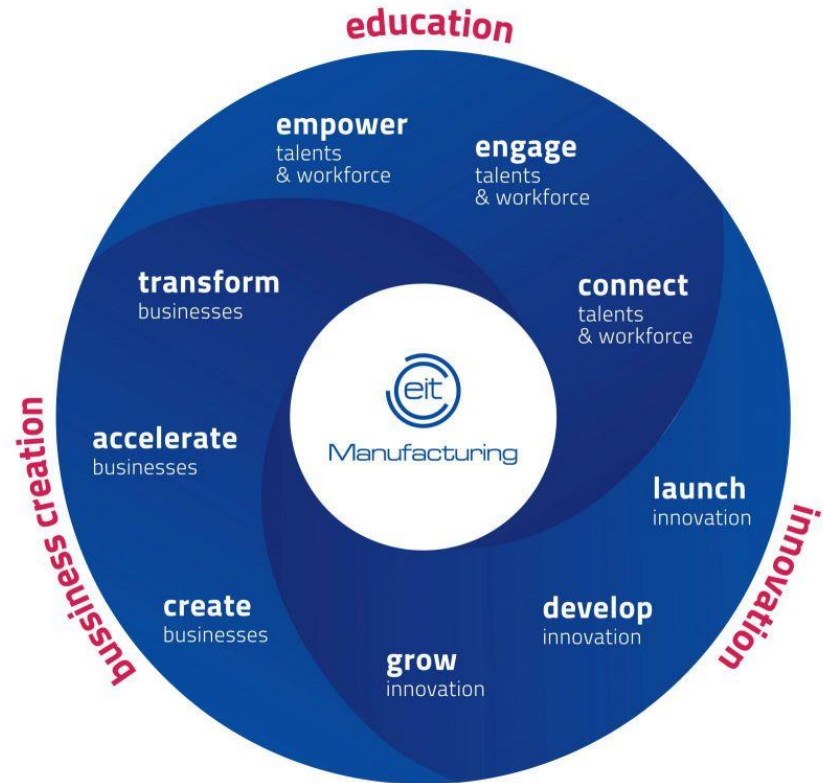 education
empower
talents
& workforce
engage
talents
& workforce
connect
talents
& workforce
launch
innovation
develop
innovation
grow
innovation
innovation
create
businesses
accelerate
businesses
transform
businesses
bussiness creation
eit
Manufacturing